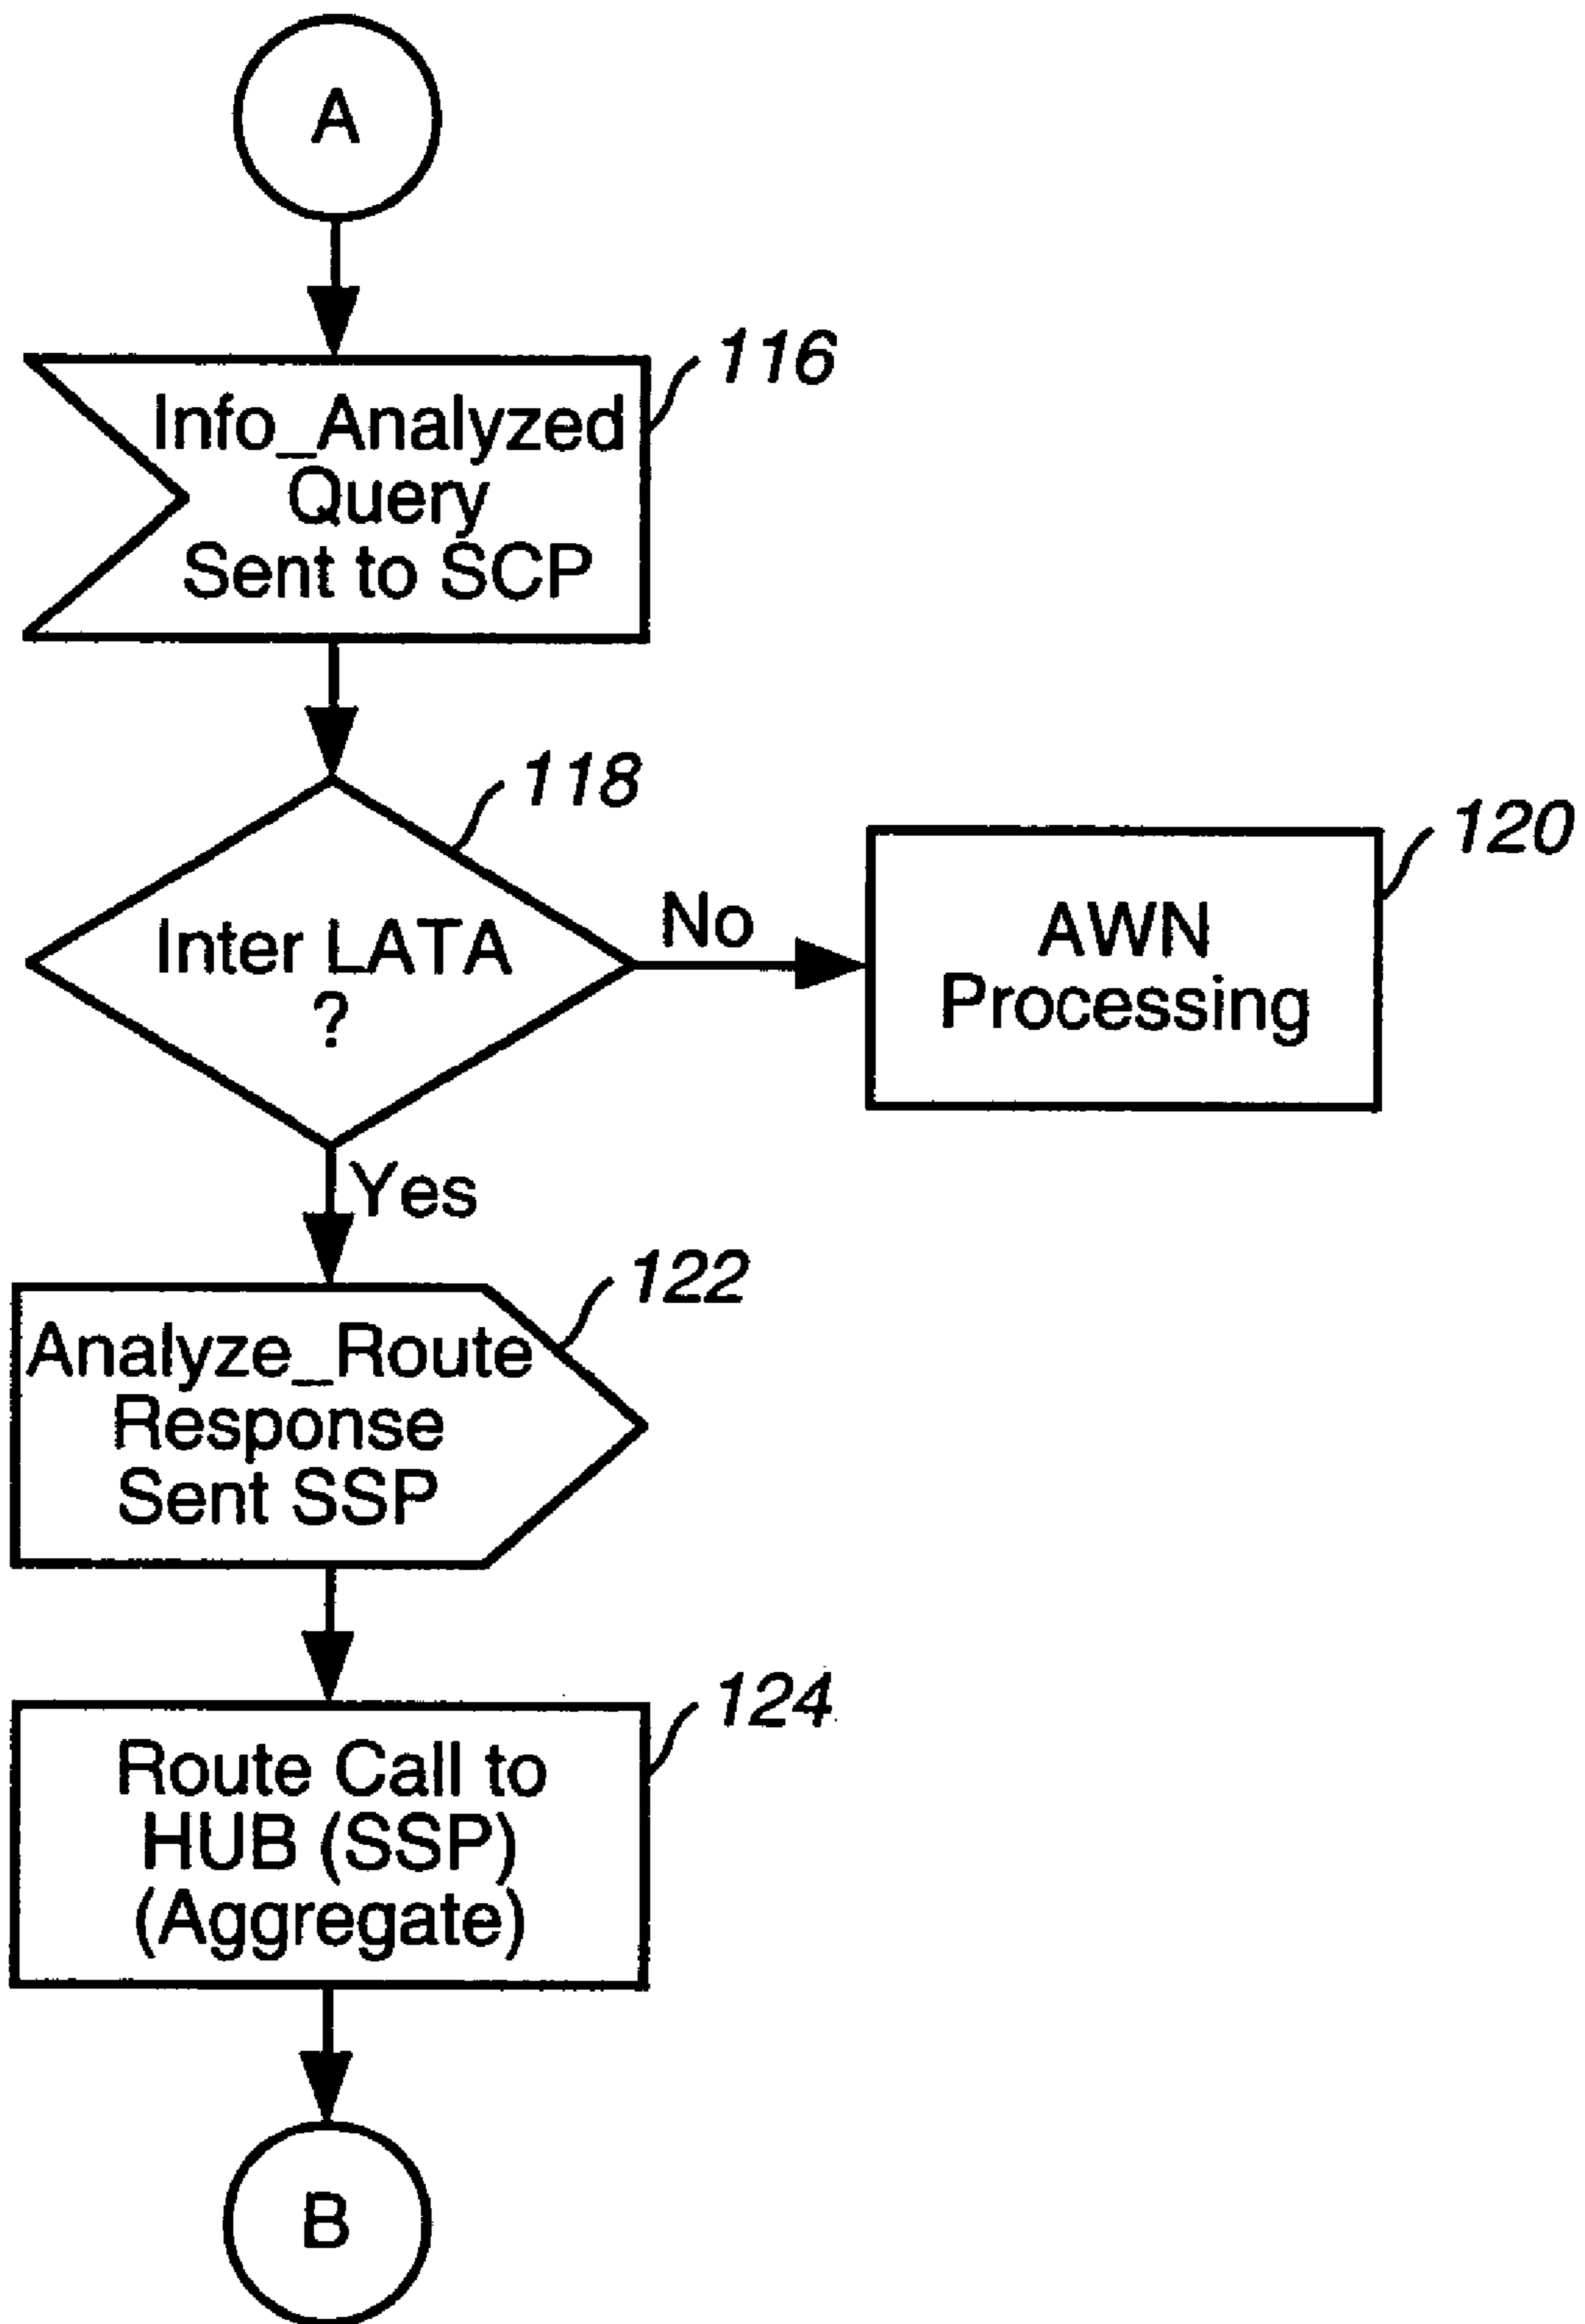 A
116
Info_Analyzed
Query
Sent to SCP
118
Inter LATA
?
No
120
AWN
Processing
Yes
122
Analyze_Route
Response
Sent SSP
124
Route Call to
HUB (SSP)
(Aggregate)
B